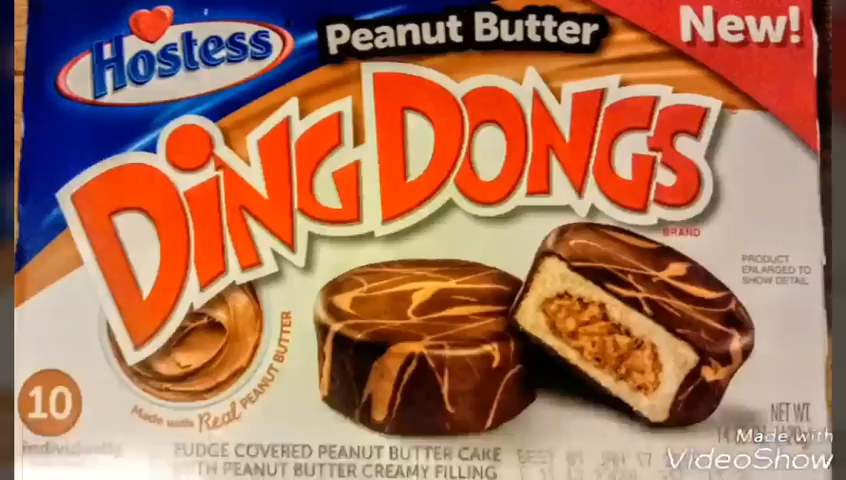 Hostess
Peanut Butter
New!
DING DONGS
BRAND
PRODUCT
ENLARGED TO
SHOW DETAIL
Made with Real PEANUT BUTTER
10
individually
FUDGE COVERED PEANUT BUTTER CAKE
WITH PEANUT BUTTER CREAMY FILLING
NET WT.
Made with
VideoShow